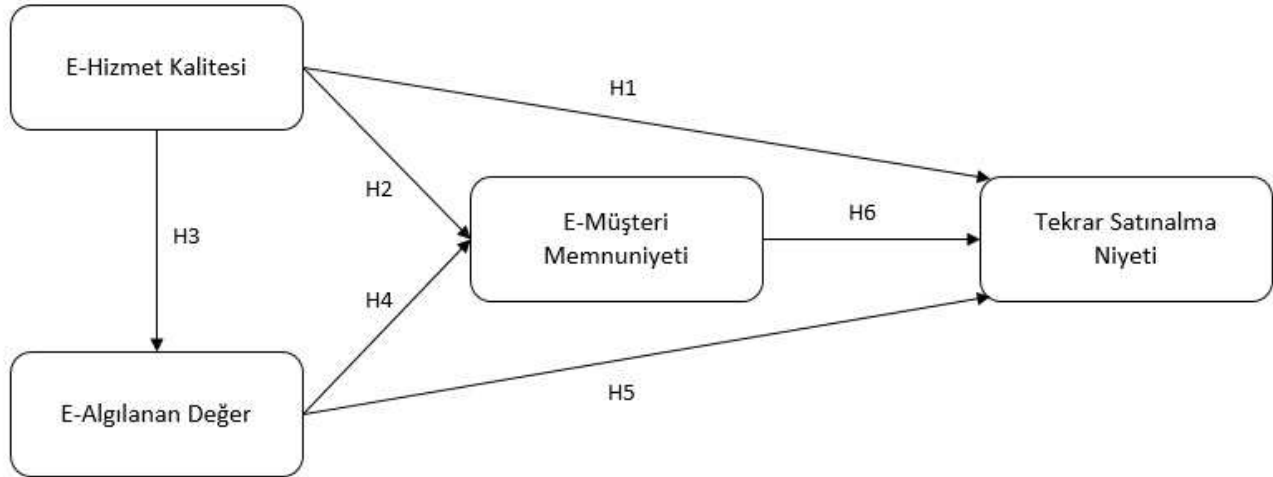 E-Hizmet Kalitesi
H1
H2
E-Müşteri
Memnuniyeti
H6
Tekrar Satınalma
Niyeti
H3
H4
E-Algılanan Değer
H5